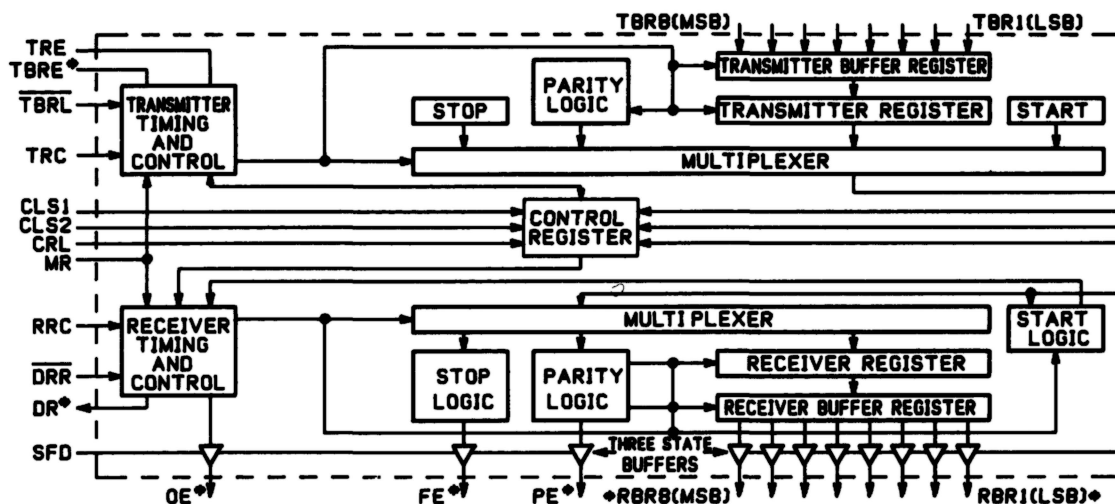 TBR8(MSB) TBR1(LSB)
TRE
TBRE*
TBRL
TRC
TRANSMITTER
TIMING
AND
CONTROL
STOP
PARITY
LOGIC
TRANSMITTER BUFFER REGISTER
TRANSMITTER REGISTER
START
MULTIPLEXER
CLS1
CLS2
CRL
MR
CONTROL
REGISTER
RRC
DRR
DR*
SFD
RECEIVER
TIMING
AND
CONTROL
MULTIPLEXER
START
LOGIC
STOP
LOGIC
PARITY
LOGIC
RECEIVER REGISTER
RECEIVER BUFFER REGISTER
THREE STATE
BUFFERS
OE* FE* PE* *RBR8(MSB) RBR1(LSB)*